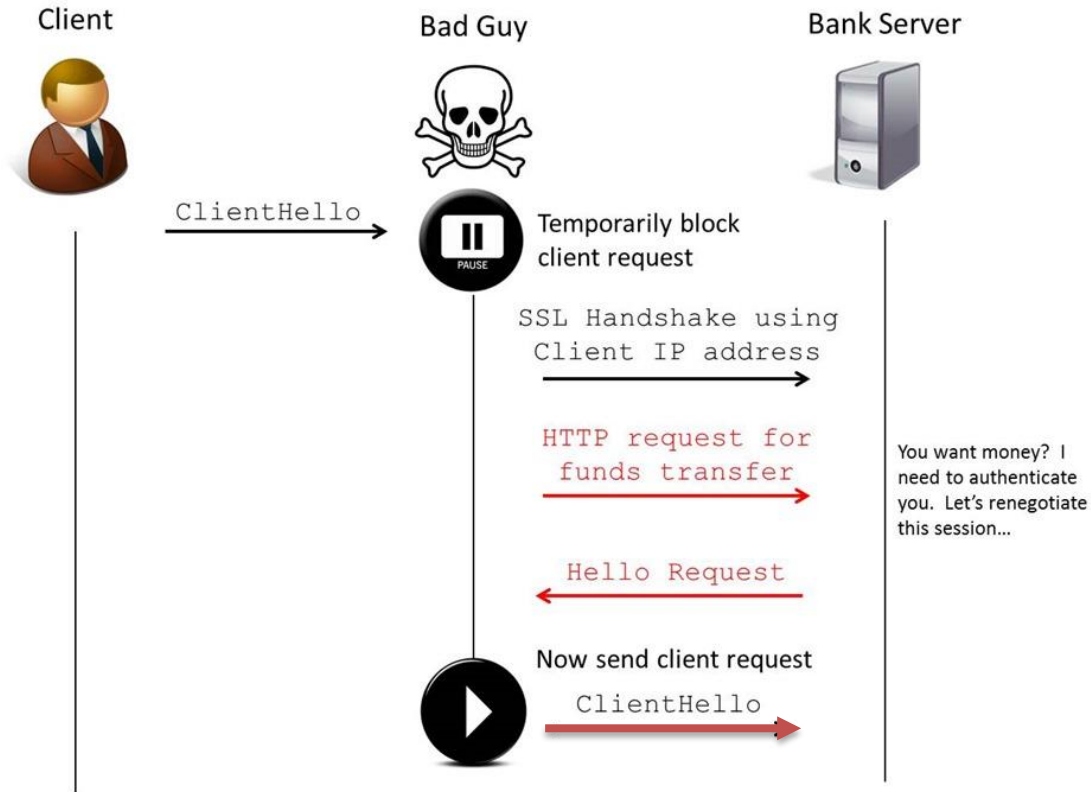 Client
Bad Guy
Bank Server
ClientHello
PAUSE
Temporarily block
client request
SSL Handshake using
Client IP address
HTTP request for
funds transfer
You want money? I
need to authenticate
you. Let’s renegotiate
this session…
Hello Request
Now send client request
ClientHello